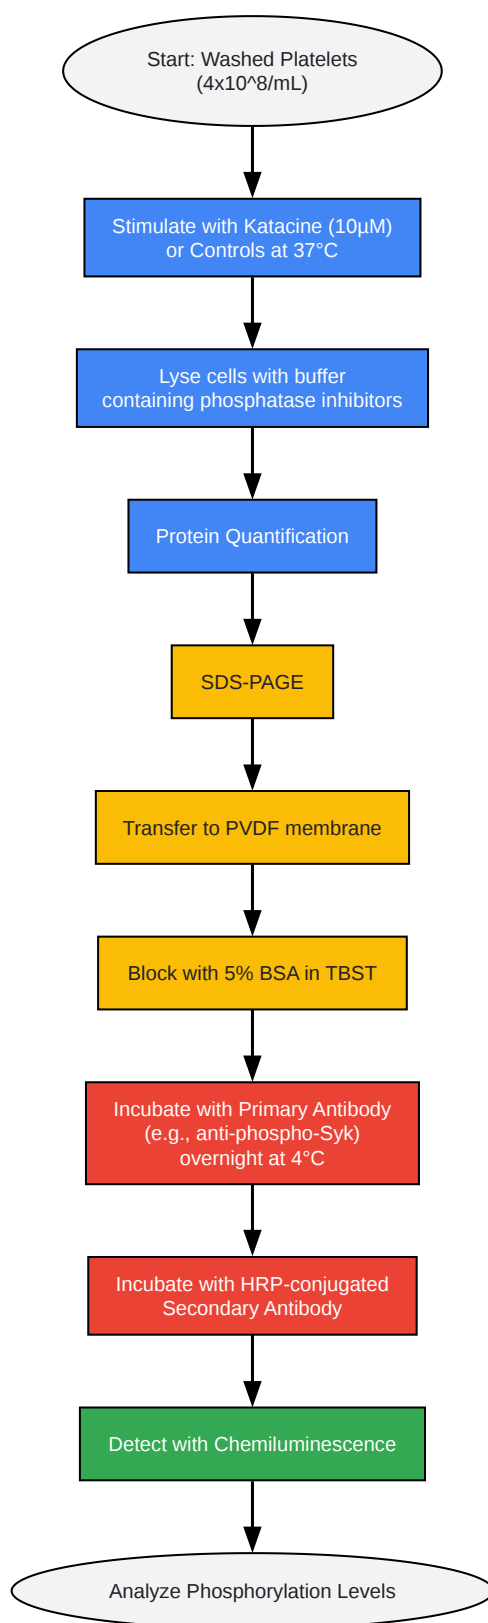 Start: Washed Platelets
(4x10^8/mL)
Stimulate with Katacine (10µM)
or Controls at 37°C
Lyse cells with buffer
containing phosphatase inhibitors
Protein Quantification
SDS-PAGE
Transfer to PVDF membrane
Block with 5% BSA in TBST
Incubate with Primary Antibody
(e.g., anti-phospho-Syk)
overnight at 4°C
Incubate with HRP-conjugated
Secondary Antibody
Detect with Chemiluminescence
Analyze Phosphorylation Levels